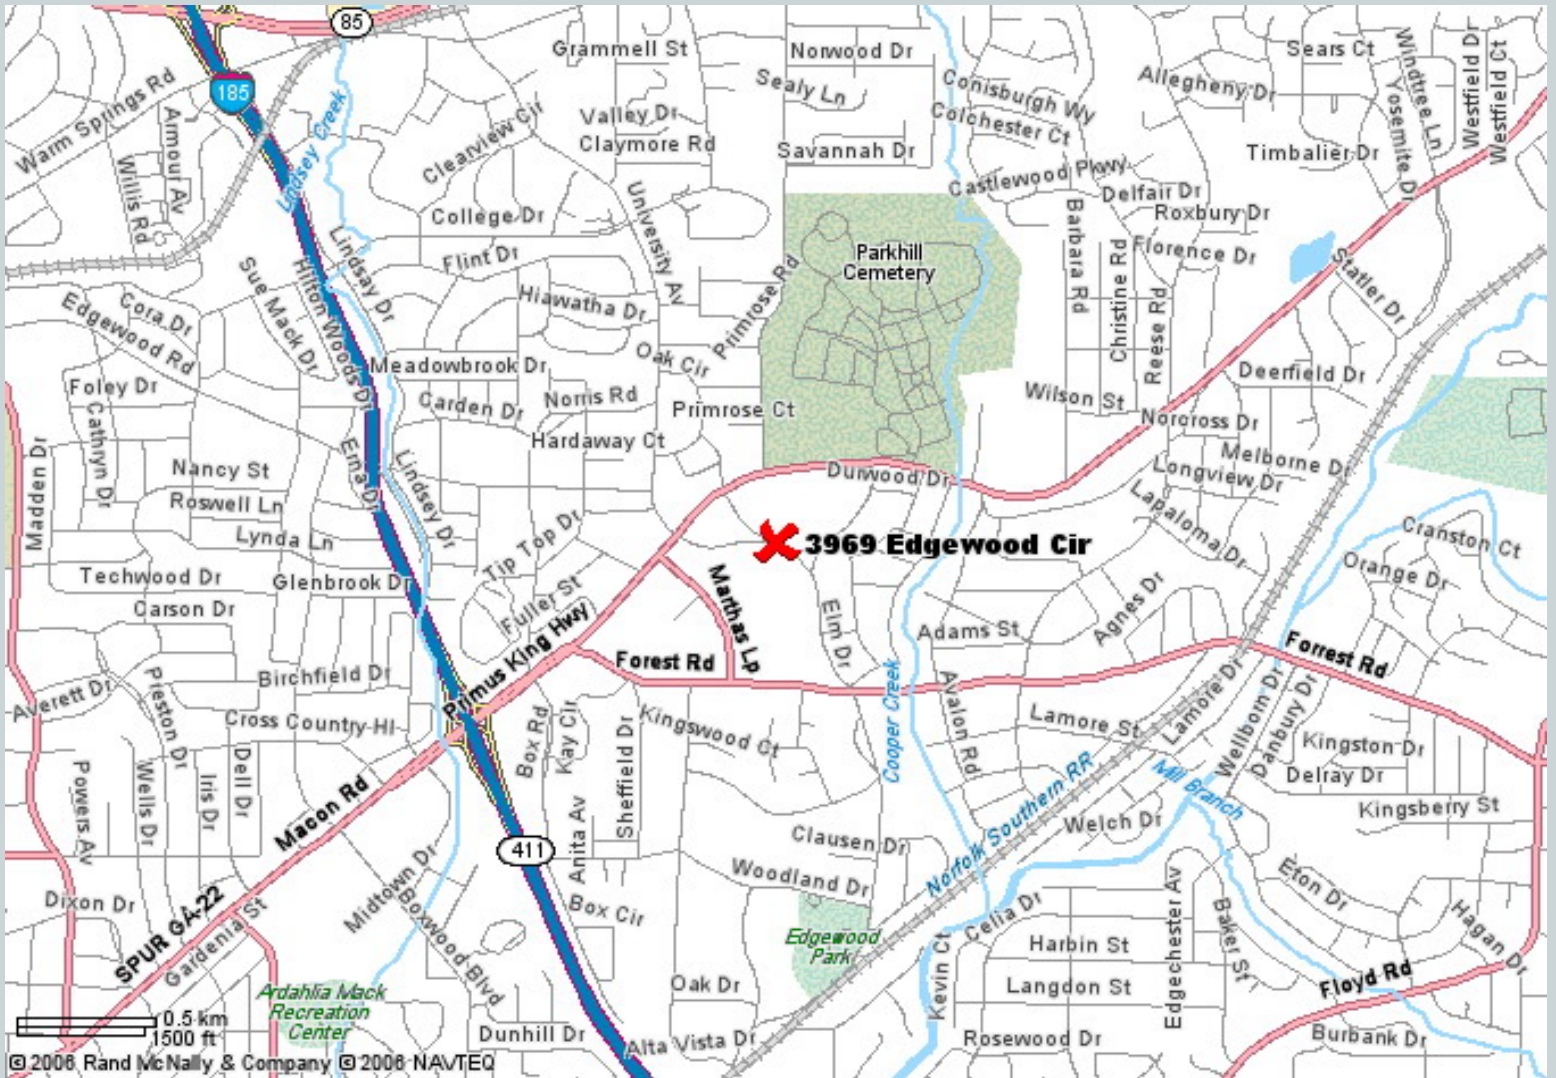 85
Grammell St
Norwood Dr
Sears Ct
Windtree Ln
Westfield Dr
Westfield Ct
Warm Springs Rd
185
Sealy Ln
Conisburgh Wy
Allegheny Dr
Yosemite Dr
Armour Av
Lindsey Creek
Clearview Cir
Valley Dr
Colchester Ct
Claymore Rd
Savannah Dr
Timbalier Dr
Willis Rd
Castlewood Pkwy
Delfair Dr
University Av
College Dr
Barbara Rd
Roxbury Dr
Lindsay Dr
Flint Dr
Parkhill
Cemetery
Florence Dr
Christine Rd
Statler Dr
Sue Mack Dr
Hilton Woods Dr
Primrose Rd
Reese Rd
Cora Dr
Edgewood Rd
Hiawatha Dr
Meadowbrook Dr
Oak Cir
Deerfield Dr
Foley Dr
Cathryn Dr
Carden Dr
Norris Rd
Primrose Ct
Wilson St
Norcross Dr
Madden Dr
Hardaway Ct
Erna Dr
Lindsey Dr
Nancy St
Durwood Dr
Melborne Dr
Longview Dr
Roswell Ln
Lapaloma Dr
Lynda Ln
Tip Top Dr
3969 Edgewood Cir
Cranston Ct
Techwood Dr
Glenbrook Dr
Marthas Lp
Orange Dr
Carson Dr
Fuller St
Elm Dr
Agnes Dr
Adams St
Primus King Hwy
Forest Rd
Forrest Rd
Averett Dr
Preston Dr
Birchfield Dr
Cooper Creek
Avalon Rd
Lamore Dr
Wellborn Dr
Danbury Dr
Cross Country Hl
Box Rd
Kay Cir
Sheffield Dr
Kingswood Ct
Lamore St
Kingston Dr
Powers Av
Wells Dr
Iris Dr
Dell Dr
Macon Rd
Norfolk Southern RR
Mill Branch
Delray Dr
Kingsberry St
Anita Av
411
Clausen Dr
Welch Dr
Midtown Dr
Woodland Dr
Eton Dr
Dixon Dr
SPUR GA-22
Gardenia St
Boxwood Blvd
Box Cir
Edgewood
Park
Celia Dr
Edgechester Av
Baker St
Hagan Dr
Harbin St
Kevin Ct
Ardahlia Mack
Recreation
Center
Oak Dr
Langdon St
Floyd Rd
0.5 km
1500 ft
Dunhill Dr
Alta Vista Dr
Rosewood Dr
Burbank Dr
© 2006 Rand McNally & Company © 2006 NAVTEQ